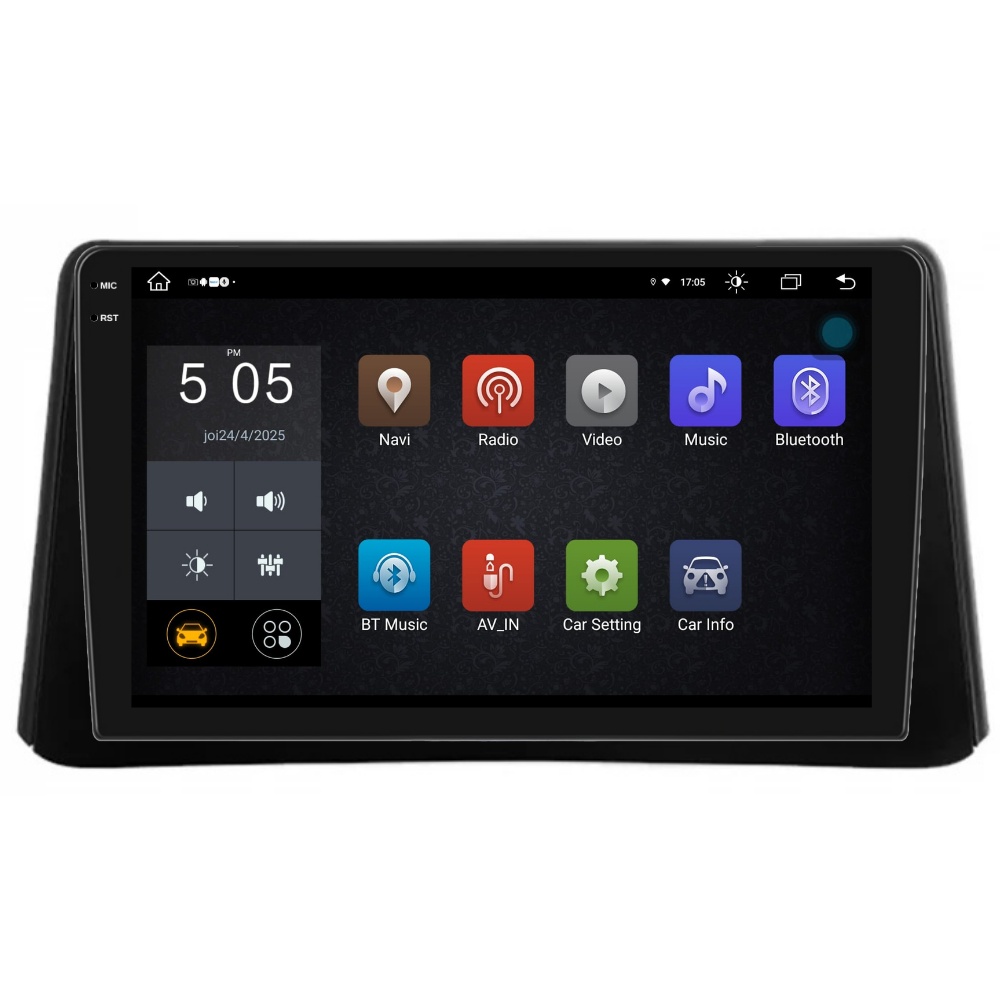 MIC
RST
17:05
PM
5 05
joi24/4/2025
Navi
Radio
Video
Music
Bluetooth
BT Music
AV_IN
Car Setting
Car Info